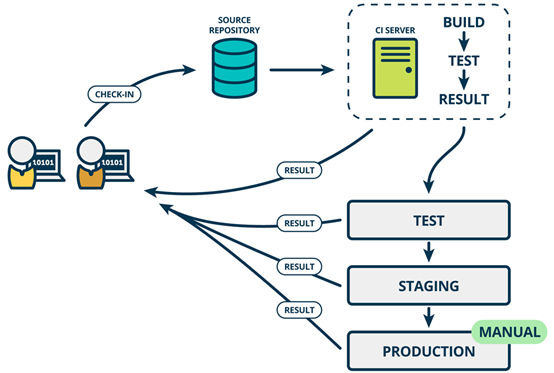 SOURCE
REPOSITORY
CI SERVER
BUILD
TEST
RESULT
CHECK-IN
10101
10101
RESULT
RESULT
TEST
RESULT
STAGING
RESULT
MANUAL
PRODUCTION